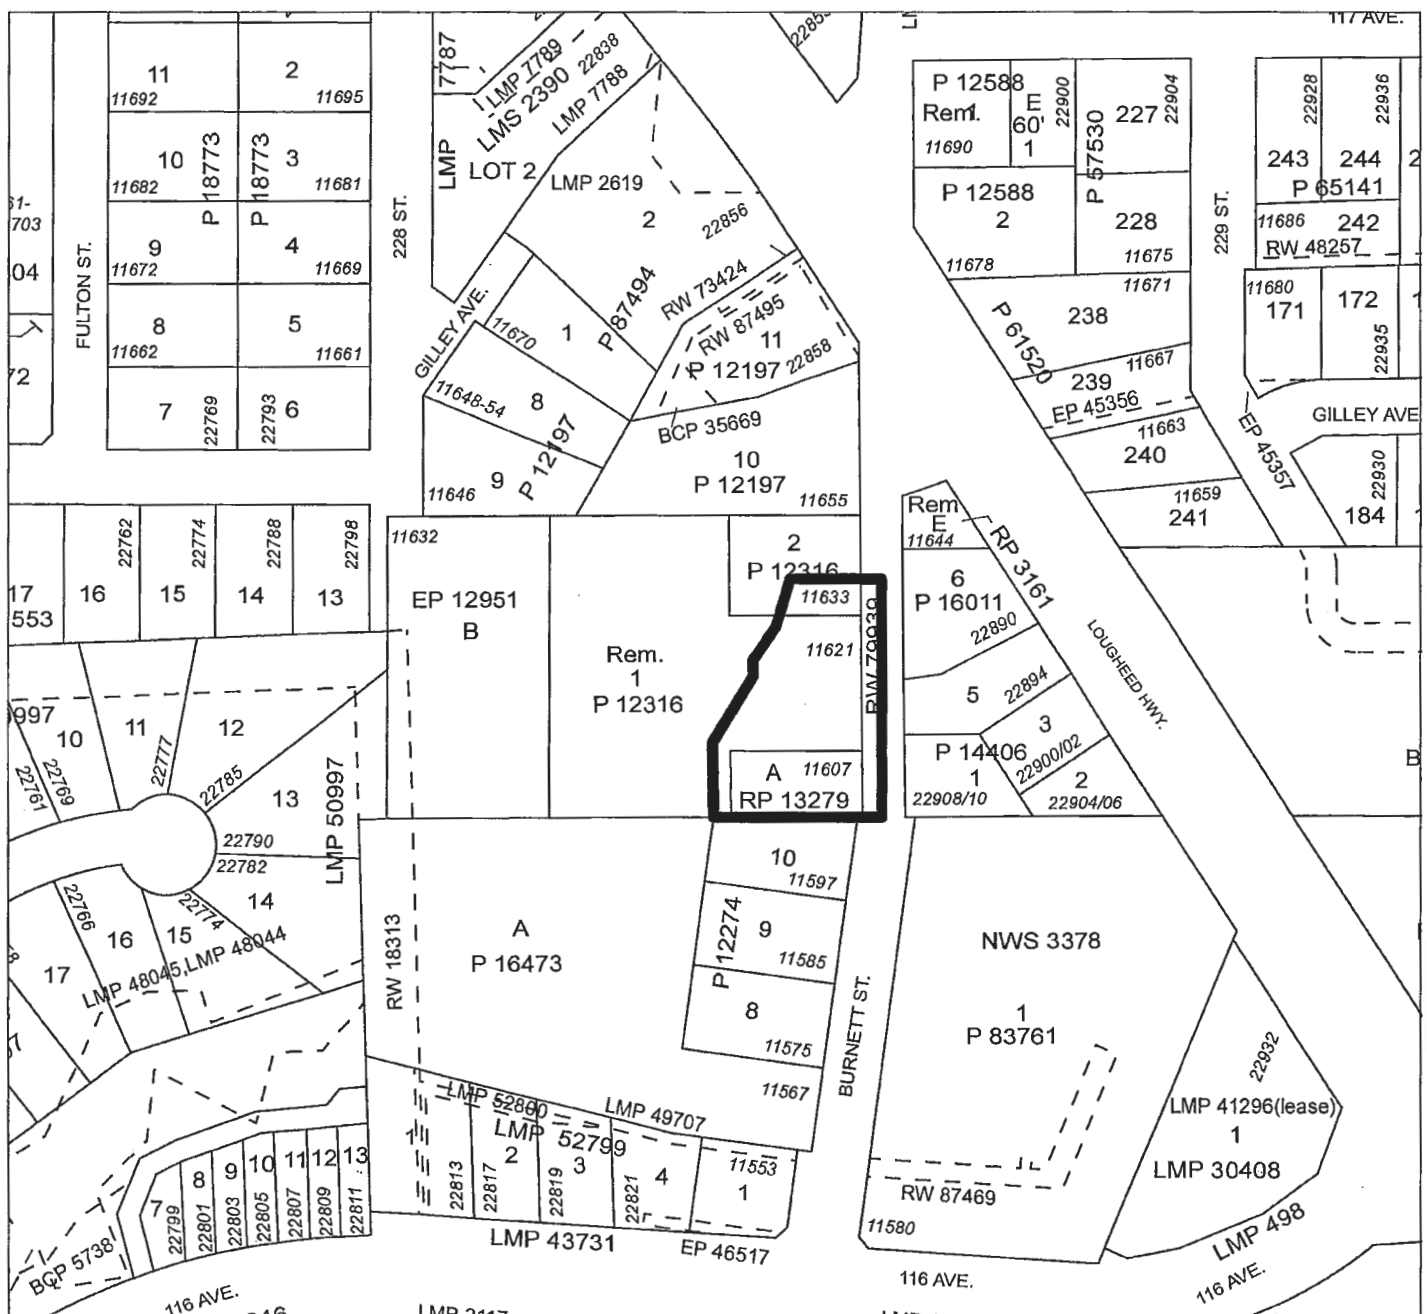 117 AVE.
11
11692
2
11695
10
11682
3
11681
P 18773
P 18773
9
11672
4
11669
8
11662
5
11661
7
22769
22793
6
FULTON ST.
228 ST.
703
04
72
7787
LMP
LMP 7789
LMS 2390
22838
LMP 7788
LOT 2
LMP 2619
2
22856
GILLEY AVE.
11670
1
P 87494
RW 73424
RW 87495
11
P 12197
22858
11648-54
8
P 12197
BCP 35669
9
11646
10
P 12197
11655
P 12588
Rem.
1
11690
E
60'
1
22900
P 57530
227
22904
P 12588
2
11678
228
11675
229 ST.
22928
22936
243
244
P 65141
11686
242
RW 48257
11680
171
172
22935
11671
238
P 61520
11667
239
EP 45356
11663
240
11659
241
EP 45357
GILLEY AVE
22930
184
17
553
16
22762
15
22774
14
22788
13
22798
11632
EP 12951
B
Rem.
1
P 12316
2
P 12316
11633
11621
RW 79939
A
11607
RP 13279
Rem
E
11644
RP 3161
6
P 16011
22890
5
22894
3
P 14406
1
22900/02
2
22908/10
22904/06
LOUGHEED HWY.
B
9997
10
11
12
22761
22769
22777
22785
13
LMP 50997
22790
22782
14
22774
22766
15
16
17
LMP 48045,LMP 48044
RW 18313
A
P 16473
10
11597
P 12274
9
11585
8
11575
11567
BURNETT ST.
NWS 3378
1
P 83761
22932
LMP 41296(lease)
1
LMP 30408
RW 87469
11580
LMP 52800
LMP 49707
LMP 52799
1
22813
2
22817
3
22819
4
22821
11553
1
7
22799
8
22801
9
22803
10
22805
11
22807
12
22809
13
22811
BCP 5738
LMP 43731
EP 46517
116 AVE.
116 AVE.
LMP 498
116 AVE.